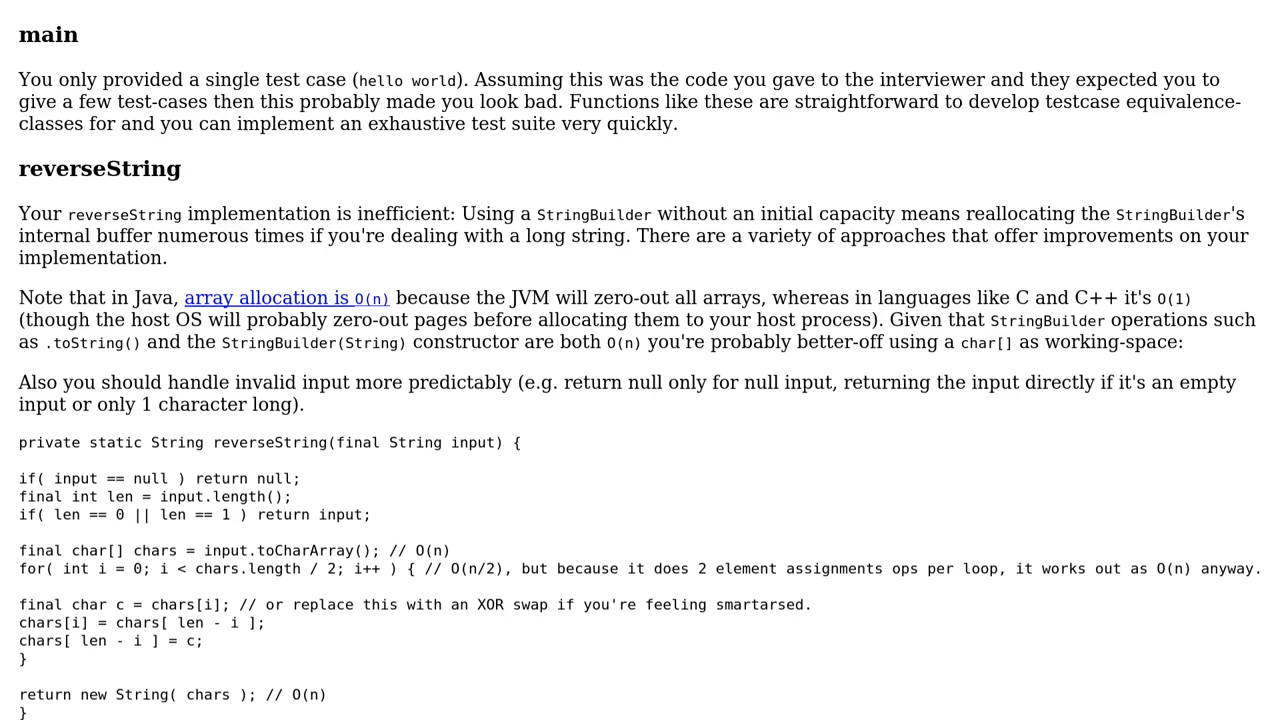 main
You only provided a single test case (hello world). Assuming this was the code you gave to the interviewer and they expected you to
give a few test-cases then this probably made you look bad. Functions like these are straightforward to develop testcase equivalence-
classes for and you can implement an exhaustive test suite very quickly.
reverseString
Your reverseString implementation is inefficient: Using a StringBuilder without an initial capacity means reallocating the StringBuilder's
internal buffer numerous times if you're dealing with a long string. There are a variety of approaches that offer improvements on your
implementation.
Note that in Java, array allocation is O(n) because the JVM will zero-out all arrays, whereas in languages like C and C++ it's O(1)
(though the host OS will probably zero-out pages before allocating them to your host process). Given that StringBuilder operations such
as .toString() and the StringBuilder(String) constructor are both O(n) you're probably better-off using a char[] as working-space:
Also you should handle invalid input more predictably (e.g. return null only for null input, returning the input directly if it's an empty
input or only 1 character long).
private static String reverseString(final String input) {
if( input == null ) return null;
final int len = input.length();
if( len == 0 || len == 1 ) return input;
final char[] chars = input.toCharArray(); // O(n)
for( int i = 0; i < chars.length / 2; i++ ) { // O(n/2), but because it does 2 element assignments ops per loop, it works out as O(n) anyway.
final char c = chars[i]; // or replace this with an XOR swap if you're feeling smartarsed.
chars[i] = chars[ len - i ];
chars[ len - i ] = c;
}
return new String( chars ); // O(n)
}